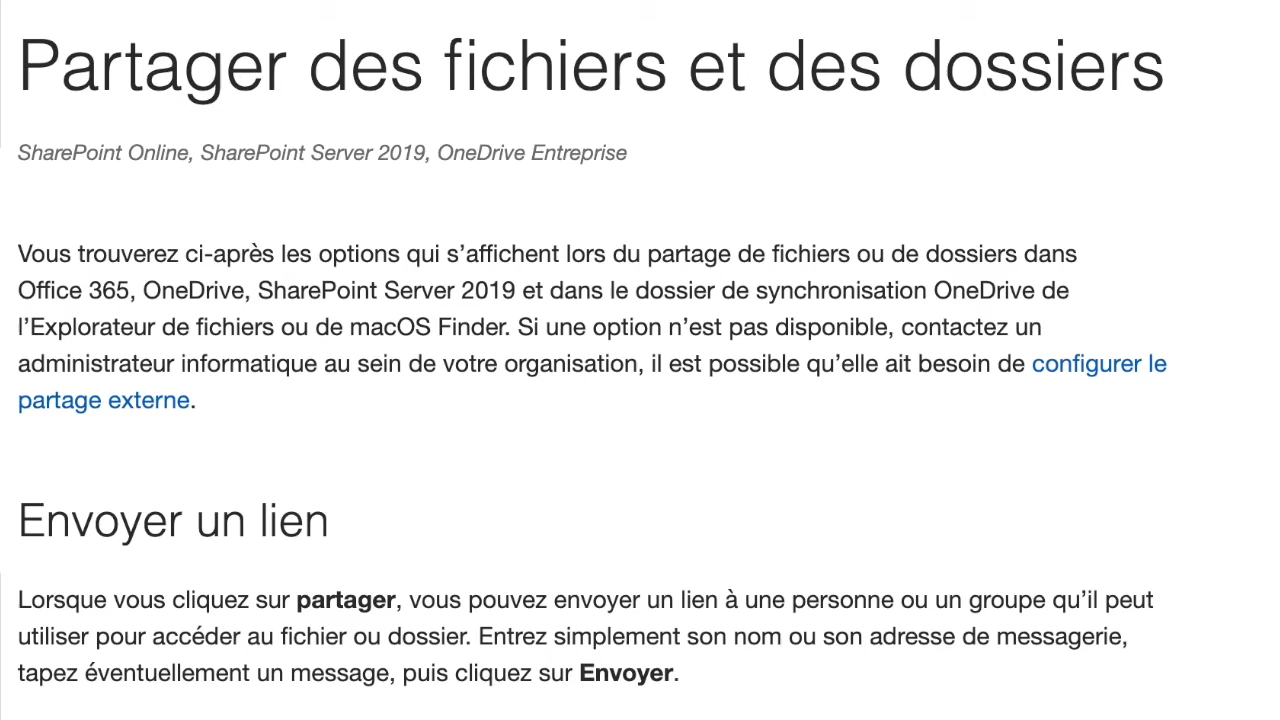 Partager des fichiers et des dossiers
SharePoint Online, SharePoint Server 2019, OneDrive Entreprise
Vous trouverez ci-après les options qui s’affichent lors du partage de fichiers ou de dossiers dans
Office 365, OneDrive, SharePoint Server 2019 et dans le dossier de synchronisation OneDrive de
l’Explorateur de fichiers ou de macOS Finder. Si une option n’est pas disponible, contactez un
administrateur informatique au sein de votre organisation, il est possible qu’elle ait besoin de configurer le
partage externe.
Envoyer un lien
Lorsque vous cliquez sur partager, vous pouvez envoyer un lien à une personne ou un groupe qu’il peut
utiliser pour accéder au fichier ou dossier. Entrez simplement son nom ou son adresse de messagerie,
tapez éventuellement un message, puis cliquez sur Envoyer.